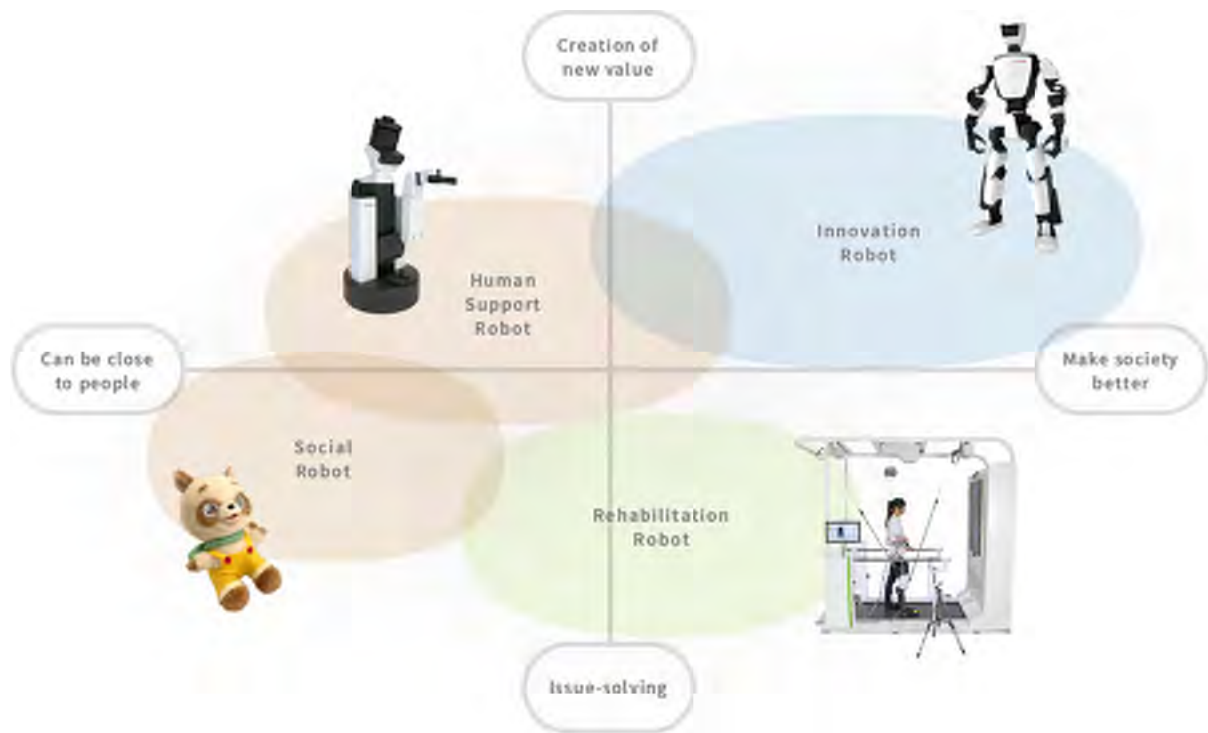 Creation of
new value
Innovation
Robot
Human
Support
Robot
Can be close
to people
Make society
better
Social
Robot
Rehabilitation
Robot
Issue-solving